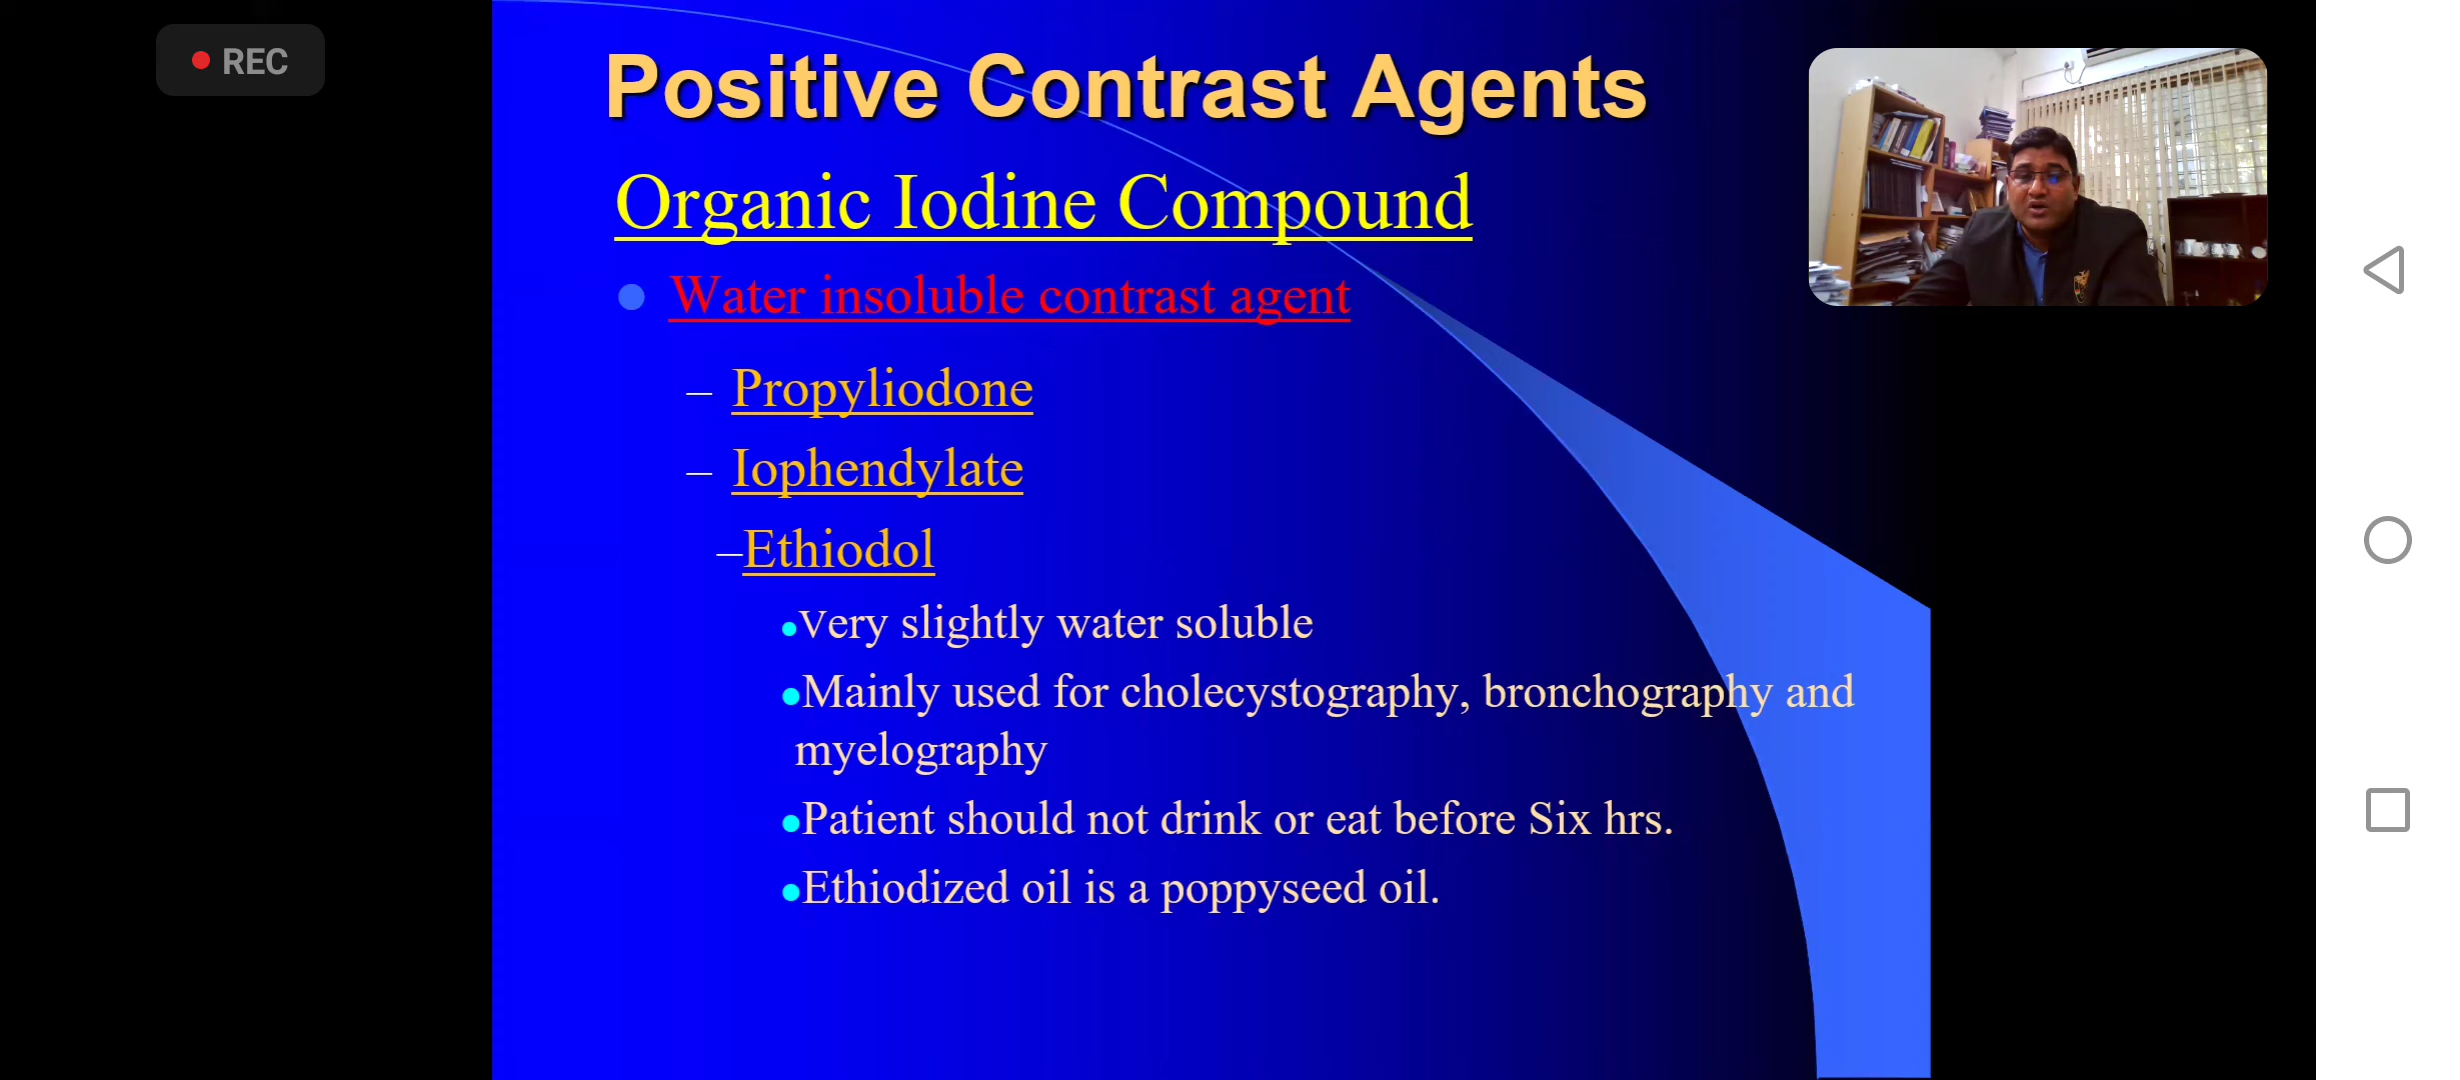 REC
Positive Contrast Agents
Organic Iodine Compound
Water insoluble contrast agent
– Propyliodone
– Iophendylate
–Ethiodol
•Very slightly water soluble
•Mainly used for cholecystography, bronchography and
myelography
•Patient should not drink or eat before Six hrs.
•Ethiodized oil is a poppyseed oil.